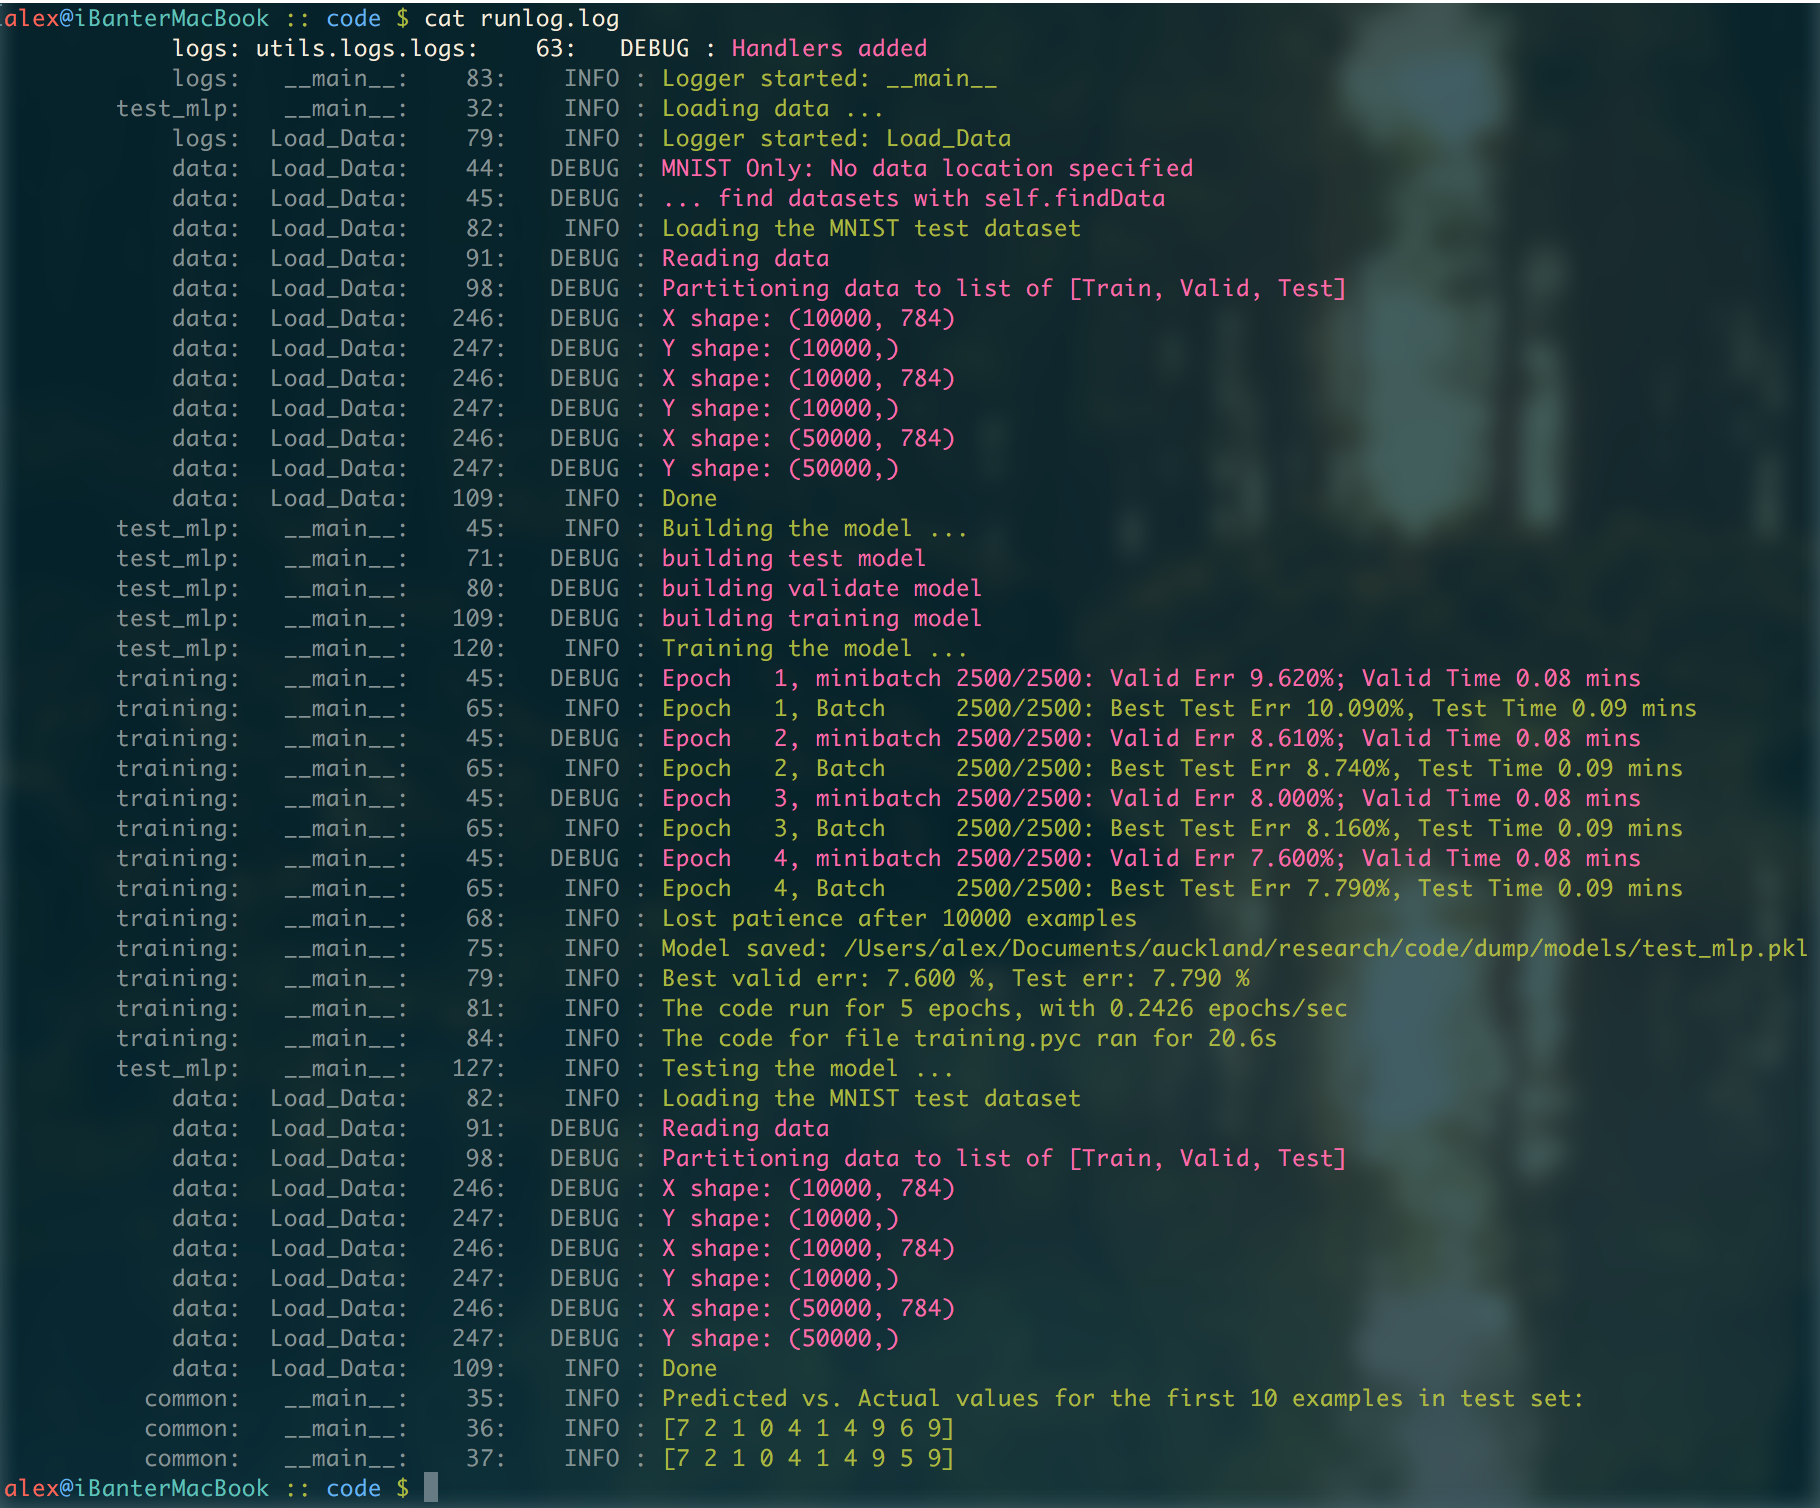 alex@iBanterMacBook :: code $ cat runlog.log
logs: utils.logs.logs: 63: DEBUG : Handlers added
logs: __main__: 83: INFO : Logger started: __main__
test_mlp: __main__: 32: INFO : Loading data ...
logs: Load_Data: 79: INFO : Logger started: Load_Data
data: Load_Data: 44: DEBUG : MNIST Only: No data location specified
data: Load_Data: 45: DEBUG : ... find datasets with self.findData
data: Load_Data: 82: INFO : Loading the MNIST test dataset
data: Load_Data: 91: DEBUG : Reading data
data: Load_Data: 98: DEBUG : Partitioning data to list of [Train, Valid, Test]
data: Load_Data: 246: DEBUG : X shape: (10000, 784)
data: Load_Data: 247: DEBUG : Y shape: (10000,)
data: Load_Data: 246: DEBUG : X shape: (10000, 784)
data: Load_Data: 247: DEBUG : Y shape: (10000,)
data: Load_Data: 246: DEBUG : X shape: (50000, 784)
data: Load_Data: 247: DEBUG : Y shape: (50000,)
data: Load_Data: 109: INFO : Done
test_mlp: __main__: 45: INFO : Building the model ...
test_mlp: __main__: 71: DEBUG : building test model
test_mlp: __main__: 80: DEBUG : building validate model
test_mlp: __main__: 109: DEBUG : building training model
test_mlp: __main__: 120: INFO : Training the model ...
training: __main__: 45: DEBUG : Epoch 1, minibatch 2500/2500: Valid Err 9.620%; Valid Time 0.08 mins
training: __main__: 65: INFO : Epoch 1, Batch 2500/2500: Best Test Err 10.090%, Test Time 0.09 mins
training: __main__: 45: DEBUG : Epoch 2, minibatch 2500/2500: Valid Err 8.610%; Valid Time 0.08 mins
training: __main__: 65: INFO : Epoch 2, Batch 2500/2500: Best Test Err 8.740%, Test Time 0.09 mins
training: __main__: 45: DEBUG : Epoch 3, minibatch 2500/2500: Valid Err 8.000%; Valid Time 0.08 mins
training: __main__: 65: INFO : Epoch 3, Batch 2500/2500: Best Test Err 8.160%, Test Time 0.09 mins
training: __main__: 45: DEBUG : Epoch 4, minibatch 2500/2500: Valid Err 7.600%; Valid Time 0.08 mins
training: __main__: 65: INFO : Epoch 4, Batch 2500/2500: Best Test Err 7.790%, Test Time 0.09 mins
training: __main__: 68: INFO : Lost patience after 10000 examples
training: __main__: 75: INFO : Model saved: /Users/alex/Documents/auckland/research/code/dump/models/test_mlp.pkl
training: __main__: 79: INFO : Best valid err: 7.600 %, Test err: 7.790 %
training: __main__: 81: INFO : The code run for 5 epochs, with 0.2426 epochs/sec
training: __main__: 84: INFO : The code for file training.pyc ran for 20.6s
test_mlp: __main__: 127: INFO : Testing the model ...
data: Load_Data: 82: INFO : Loading the MNIST test dataset
data: Load_Data: 91: DEBUG : Reading data
data: Load_Data: 98: DEBUG : Partitioning data to list of [Train, Valid, Test]
data: Load_Data: 246: DEBUG : X shape: (10000, 784)
data: Load_Data: 247: DEBUG : Y shape: (10000,)
data: Load_Data: 246: DEBUG : X shape: (10000, 784)
data: Load_Data: 247: DEBUG : Y shape: (10000,)
data: Load_Data: 246: DEBUG : X shape: (50000, 784)
data: Load_Data: 247: DEBUG : Y shape: (50000,)
data: Load_Data: 109: INFO : Done
common: __main__: 35: INFO : Predicted vs. Actual values for the first 10 examples in test set:
common: __main__: 36: INFO : [7 2 1 0 4 1 4 9 6 9]
common: __main__: 37: INFO : [7 2 1 0 4 1 4 9 5 9]
alex@iBanterMacBook :: code $